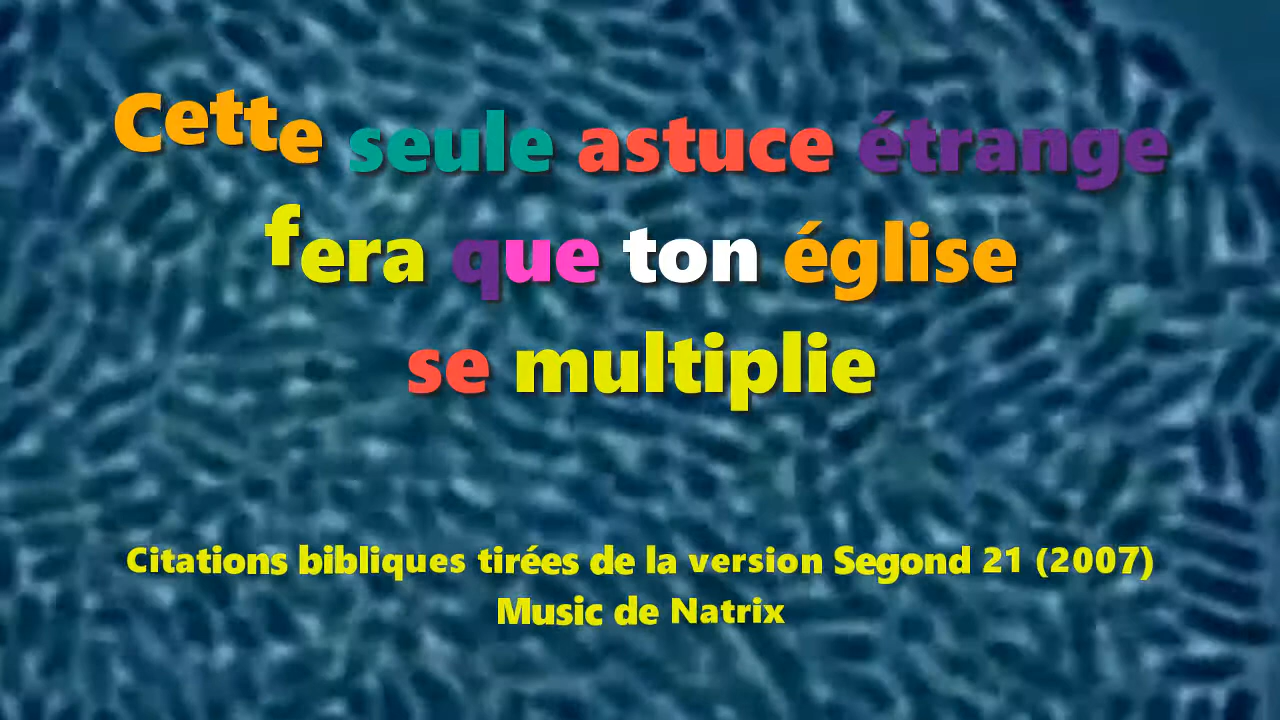 Cette seule astuce étrange
fera que ton église
se multiplie
Citations bibliques tirées de la version Segond 21 (2007)
Music de Natrix